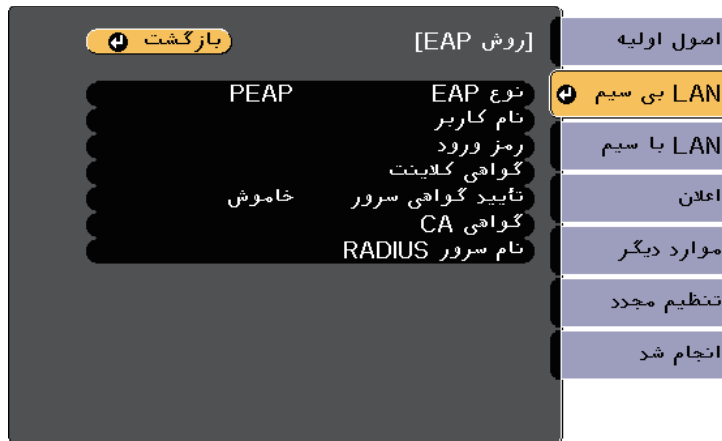 اصول اولیه
LAN بی سیم
LAN با سیم
اعلان
موارد دیگر
تنظیم مجدد
انجام شد
[روش EAP] بازگشت
نوع EAP PEAP
نام کاربر
رمز ورود
گواهی کلاینت
تأیید گواهی سرور خاموش
گواهی CA
نام سرور RADIUS